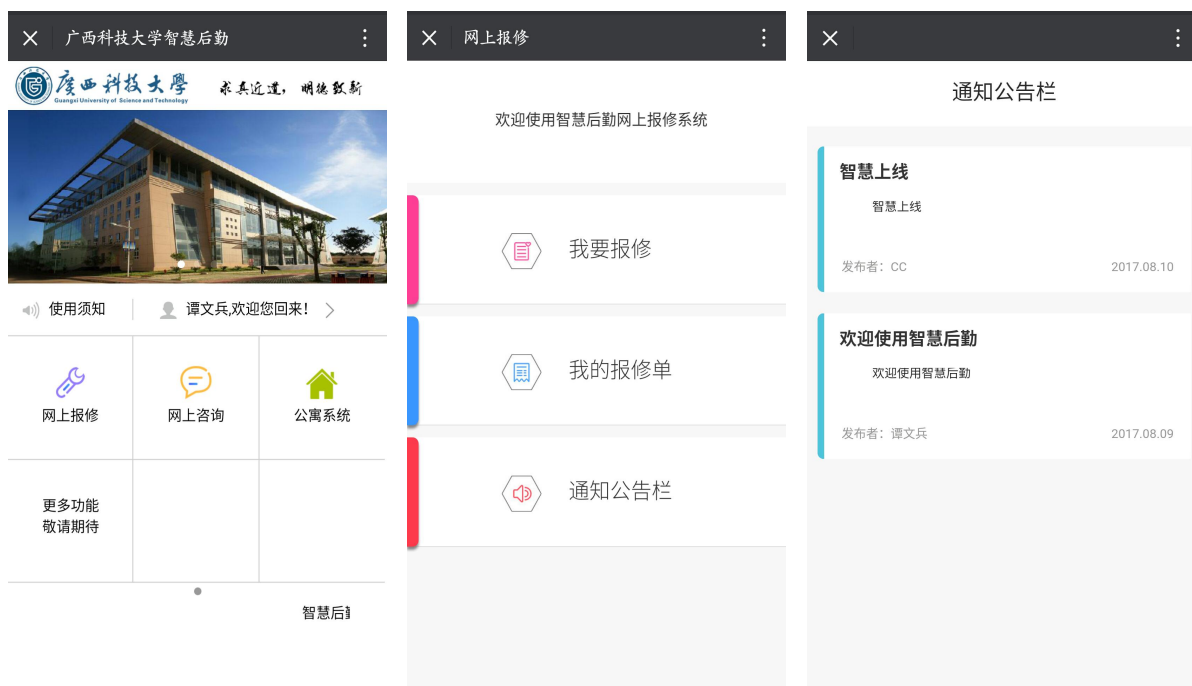 广西科技大学智慧后勤
廣西科技大學
Guangxi University of Science and Technology
求真近道，明德致新
使用须知
谭文兵,欢迎您回来!
网上报修
网上咨询
公寓系统
更多功能
敬请期待
智慧后
网上报修
欢迎使用智慧后勤网上报修系统
我要报修
我的报修单
通知公告栏
通知公告栏
智慧上线
智慧上线
发布者：CC
2017.08.10
欢迎使用智慧后勤
欢迎使用智慧后勤
发布者：谭文兵
2017.08.09